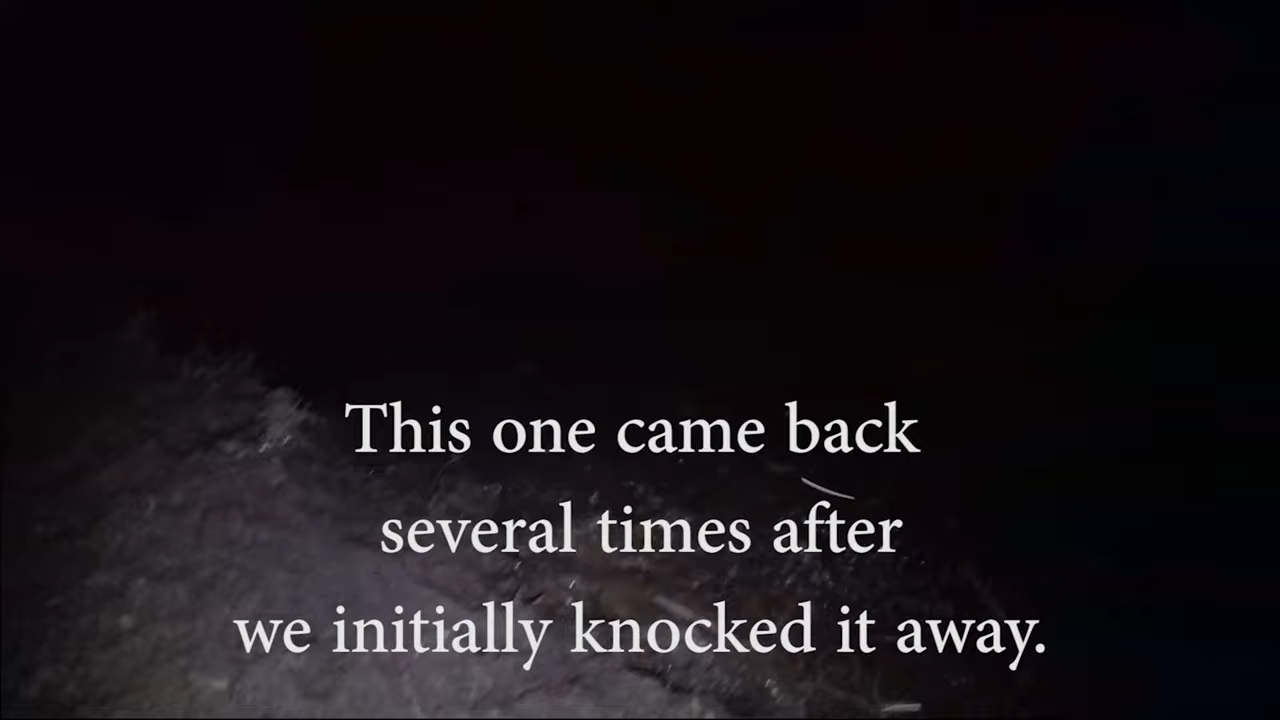 This one came back
several times after
we initially knocked it away.